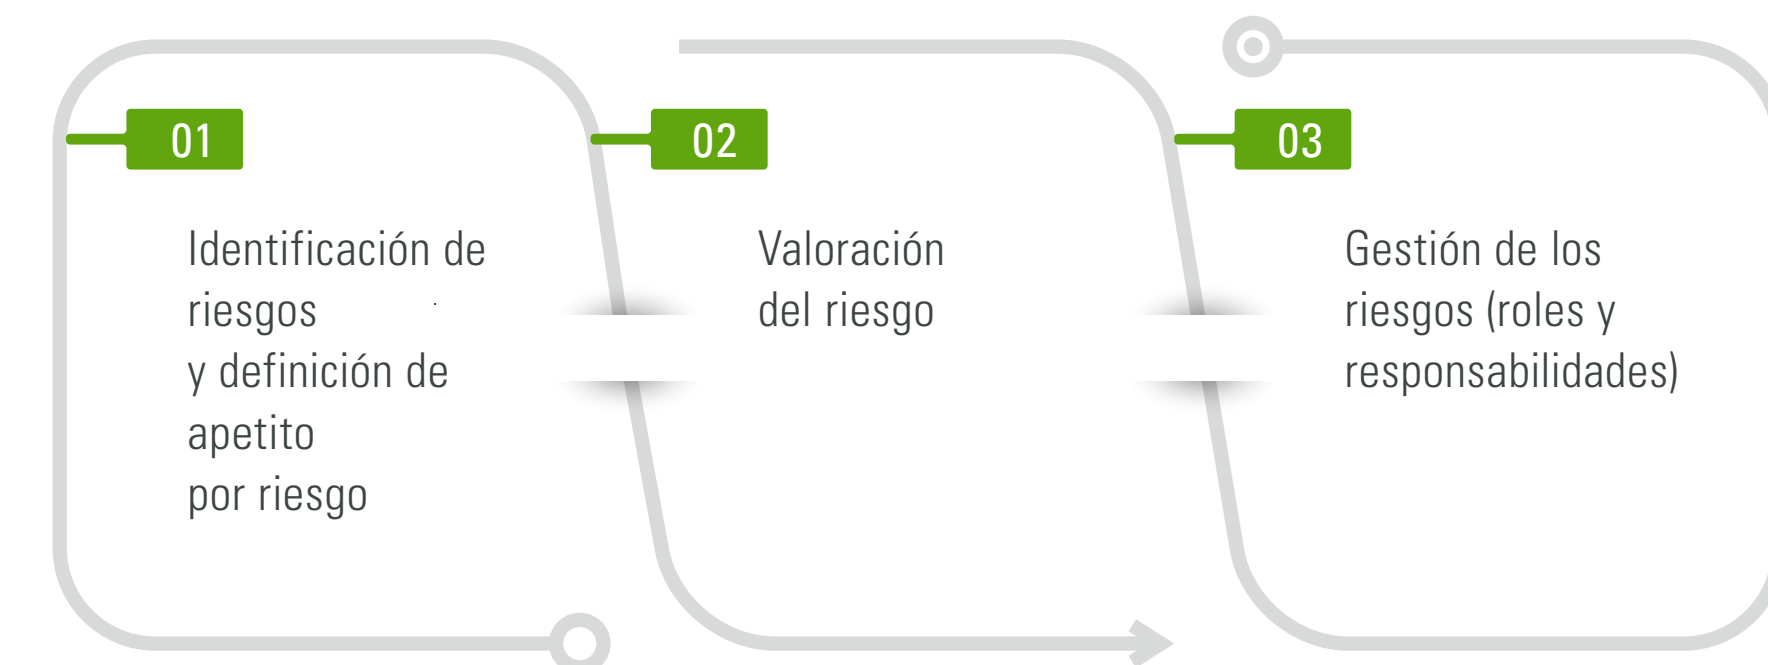 01
Identificación de
riesgos
y definición de
apetito
por riesgo
02
Valoración
del riesgo
03
Gestión de los
riesgos (roles y
responsabilidades)